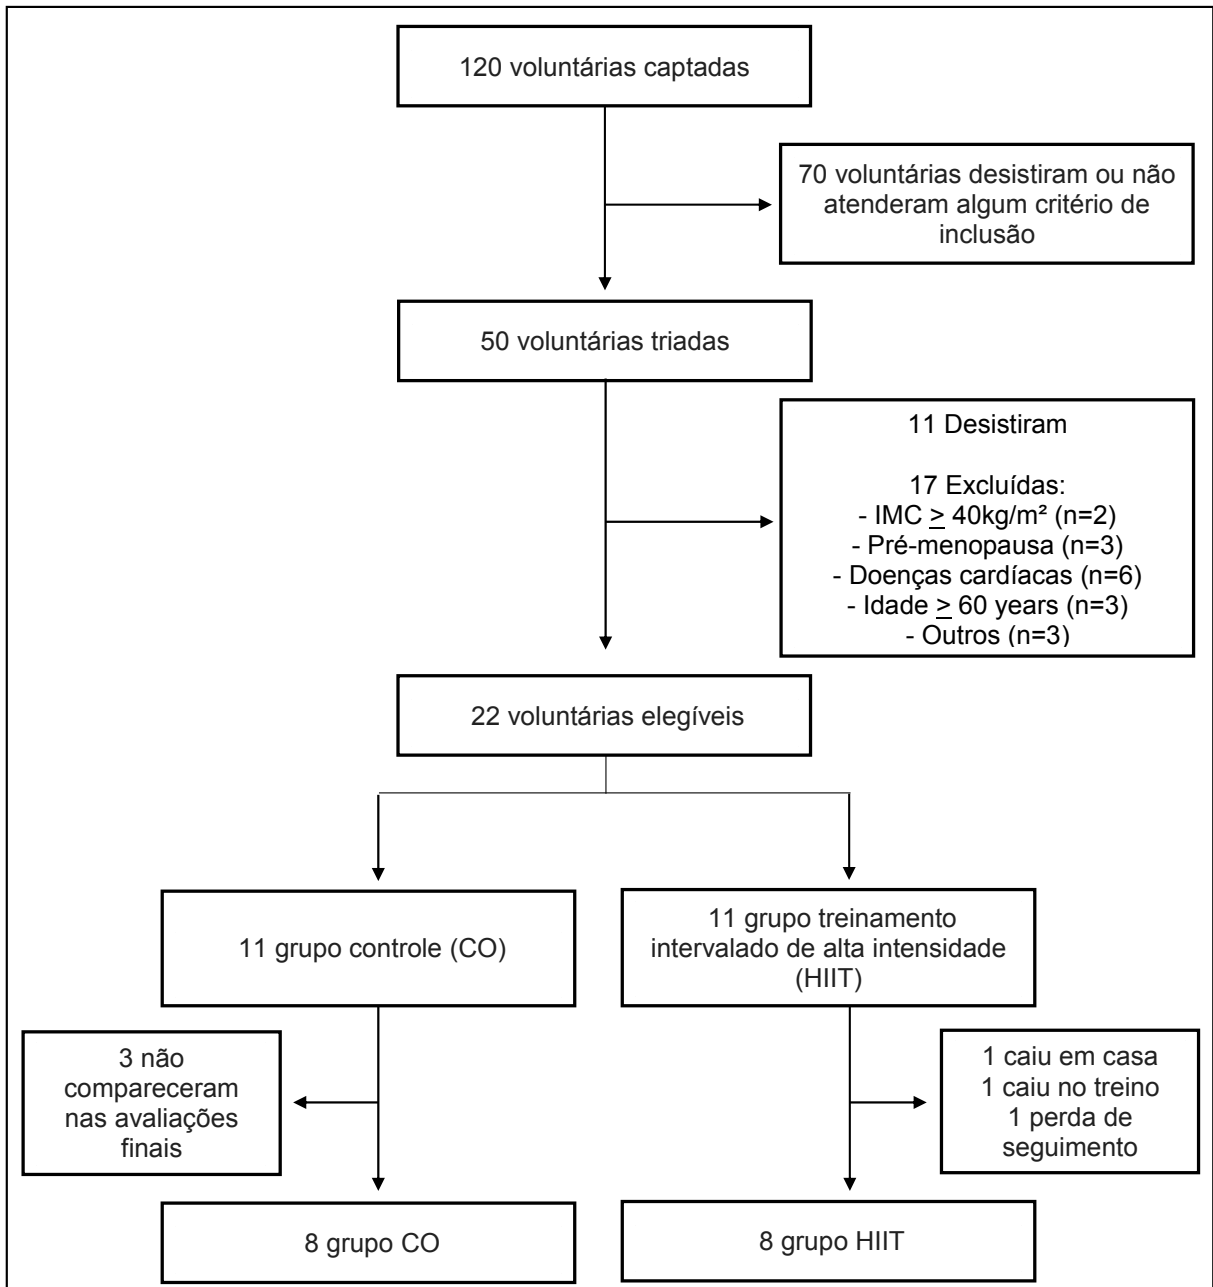 120 voluntárias captadas
70 voluntárias desistiram ou não
atenderam algum critério de
inclusão
50 voluntárias triadas
11 Desistiram
17 Excluídas:
- IMC ≥ 40kg/m² (n=2)
- Pré-menopausa (n=3)
- Doenças cardíacas (n=6)
- Idade ≥ 60 years (n=3)
- Outros (n=3)
22 voluntárias elegíveis
11 grupo controle (CO)
11 grupo treinamento
intervalado de alta intensidade
(HIIT)
3 não
compareceram
nas avaliações
finais
1 caiu em casa
1 caiu no treino
1 perda de
seguimento
8 grupo CO
8 grupo HIIT